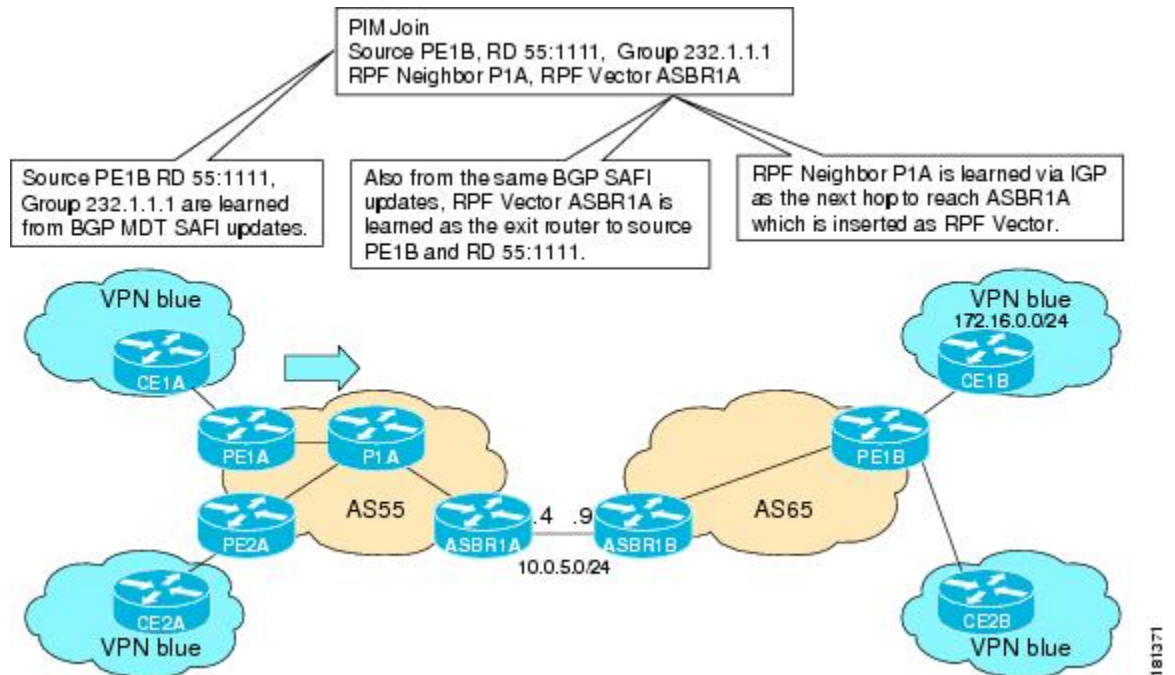 PIM Join
Source PE1B, RD 55:1111, Group 232.1.1.1
RPF Neighbor P1A, RPF Vector ASBR1A
Source PE1B RD 55:1111,
Group 232.1.1.1 are learned
from BGP MDT SAFI updates.
Also from the same BGP SAFI
updates, RPF Vector ASBR1A is
learned as the exit router to source
PE1B and RD 55:1111.
RPF Neighbor P1A is learned via IGP
as the next hop to reach ASBR1A
which is inserted as RPF Vector.
VPN blue
CE1A
VPN blue
172.16.0.0/24
CE1B
PE1A
P1A
PE1B
PE2A
AS55
ASBR1A
.4
.9
ASBR1B
AS65
10.0.5.0/24
CE2A
VPN blue
CE2B
VPN blue
181371